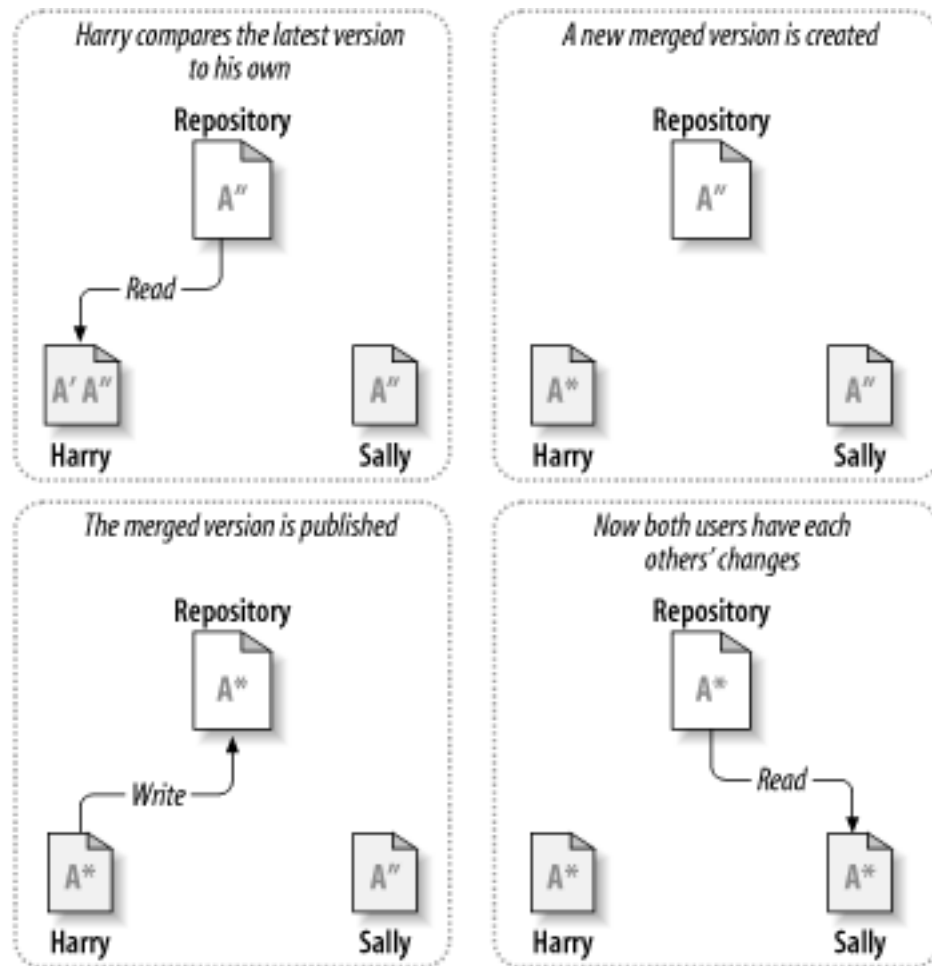 Harry compares the latest version
to his own
Repository
A″
Read
A′ A″
A″
Harry
Sally
A new merged version is created
Repository
A″
A*
A″
Harry
Sally
The merged version is published
Repository
A*
Write
A*
A″
Harry
Sally
Now both users have each
others’ changes
Repository
A*
Read
A*
A*
Harry
Sally